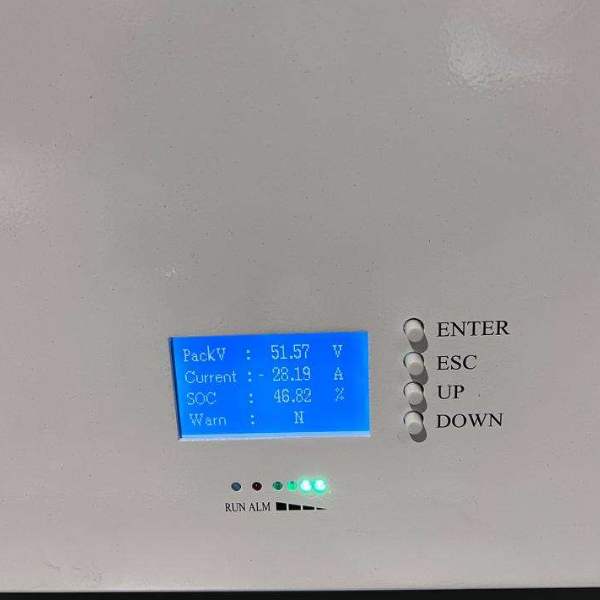 PackV : 51.57 V
Current : - 28.19 A
SOC : 46.82 %
Warn : N
ENTER
ESC
UP
DOWN
RUN ALM